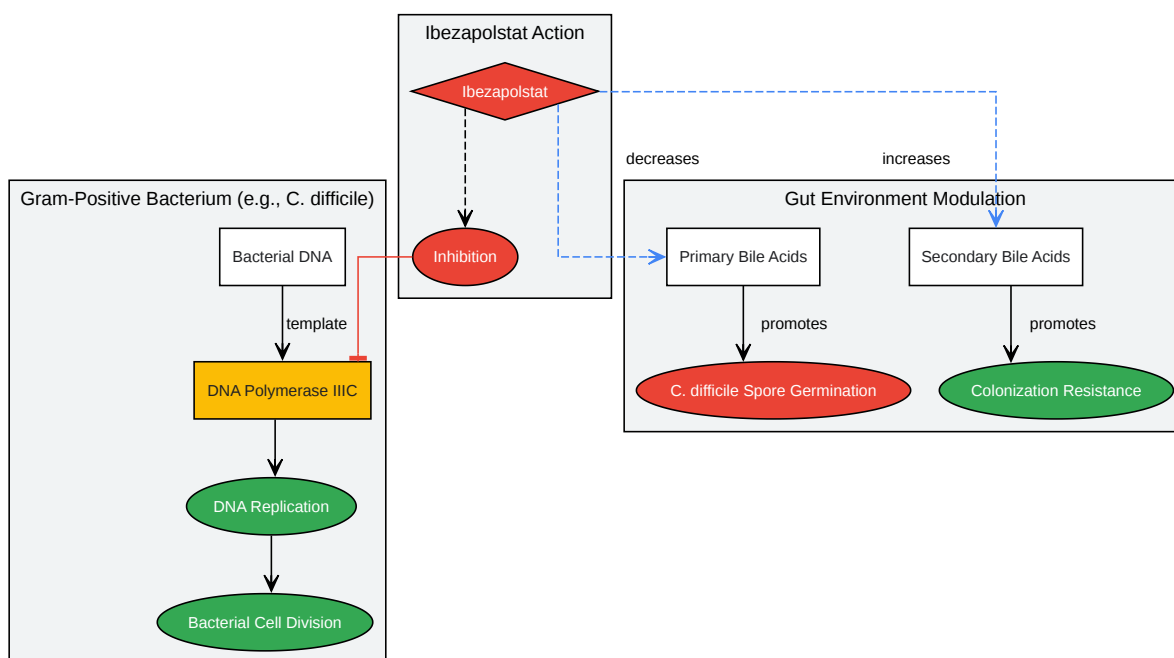 Ibezapolstat Action
Ibezapolstat
decreases
increases
Gram-Positive Bacterium (e.g., C. difficile)
Gut Environment Modulation
Bacterial DNA
Inhibition
Primary Bile Acids
Secondary Bile Acids
template
promotes
promotes
DNA Polymerase IIIC
C. difficile Spore Germination
Colonization Resistance
DNA Replication
Bacterial Cell Division